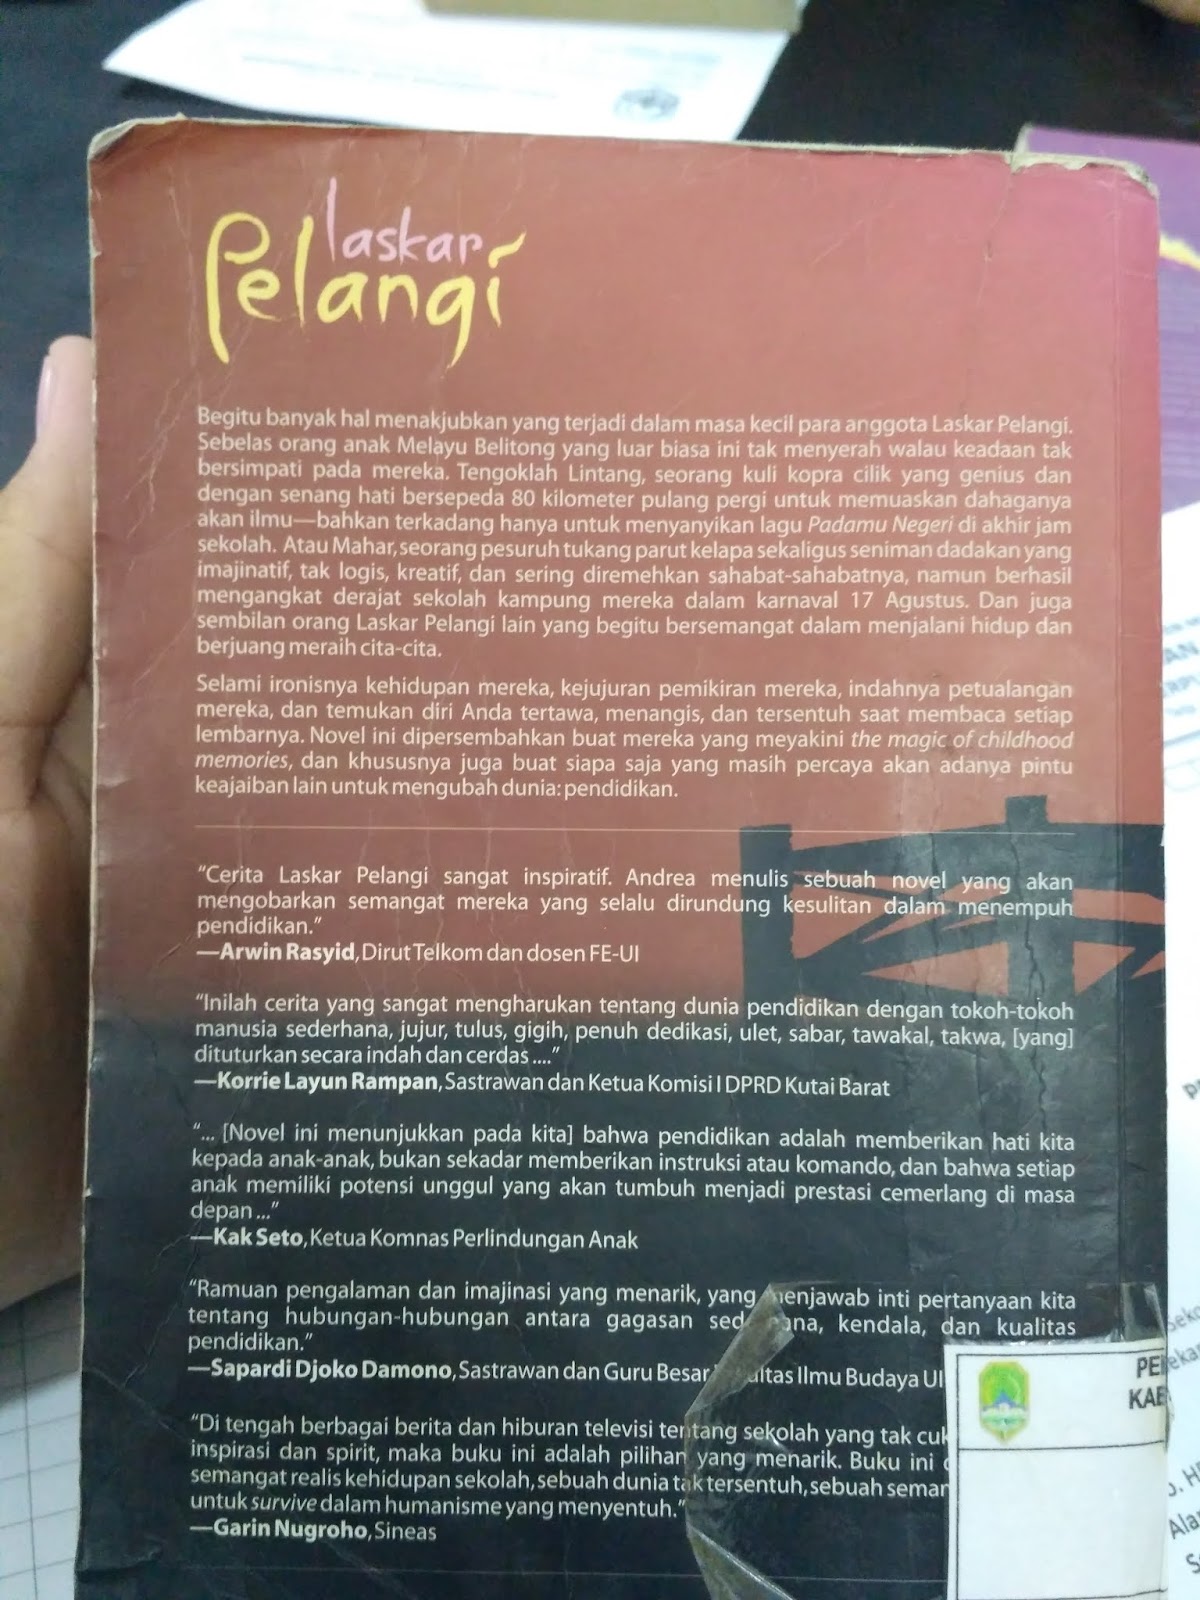 laskar
Pelangi
Begitu banyak hal menakjubkan yang terjadi dalam masa kecil para anggota Laskar Pelangi.
Sebelas orang anak Melayu Belitong yang luar biasa ini tak menyerah walau keadaan tak
bersimpati pada mereka. Tengoklah Lintang, seorang kuli kopra cilik yang genius dan
dengan senang hati bersepeda 80 kilometer pulang pergi untuk memuaskan dahaganya
akan ilmu—bahkan terkadang hanya untuk menyanyikan lagu Padamu Negeri di akhir jam
sekolah. Atau Mahar, seorang pesuruh tukang parut kelapa sekaligus seniman dadakan yang
imajinatif, tak logis, kreatif, dan sering diremehkan sahabat-sahabatnya, namun berhasil
mengangkat derajat sekolah kampung mereka dalam karnaval 17 Agustus. Dan juga
sembilan orang Laskar Pelangi lain yang begitu bersemangat dalam menjalani hidup dan
berjuang meraih cita-cita.
Selami ironisnya kehidupan mereka, kejujuran pemikiran mereka, indahnya petualangan
mereka, dan temukan diri Anda tertawa, menangis, dan tersentuh saat membaca setiap
lembarnya. Novel ini dipersembahkan buat mereka yang meyakini the magic of childhood
memories, dan khususnya juga buat siapa saja yang masih percaya akan adanya pintu
keajaiban lain untuk mengubah dunia: pendidikan.
“Cerita Laskar Pelangi sangat inspiratif. Andrea menulis sebuah novel yang akan
mengobarkan semangat mereka yang selalu dirundung kesulitan dalam menempuh
pendidikan.”
—Arwin Rasyid, Dirut Telkom dan dosen FE-UI
“Inilah cerita yang sangat mengharukan tentang dunia pendidikan dengan tokoh-tokoh
manusia sederhana, jujur, tulus, gigih, penuh dedikasi, ulet, sabar, tawakal, takwa, [yang]
dituturkan secara indah dan cerdas ....”
—Korrie Layun Rampan, Sastrawan dan Ketua Komisi I DPRD Kutai Barat
“... [Novel ini menunjukkan pada kita] bahwa pendidikan adalah memberikan hati kita
kepada anak-anak, bukan sekadar memberikan instruksi atau komando, dan bahwa setiap
anak memiliki potensi unggul yang akan tumbuh menjadi prestasi cemerlang di masa
depan ...”
—Kak Seto, Ketua Komnas Perlindungan Anak
“Ramuan pengalaman dan imajinasi yang menarik, yang menjawab inti pertanyaan kita
tentang hubungan-hubungan antara gagasan sederhana, kendala, dan kualitas
pendidikan.”
—Sapardi Djoko Damono, Sastrawan dan Guru Besar Ilmu Budaya UI
“Di tengah berbagai berita dan hiburan televisi tentang sekolah yang tak
inspirasi dan spirit, maka buku ini adalah pilihan yang menarik. Buku ini
semangat realis kehidupan sekolah, sebuah dunia tak tersentuh, sebuah
untuk survive dalam humanisme yang menyentuh.”
—Garin Nugroho, Sineas